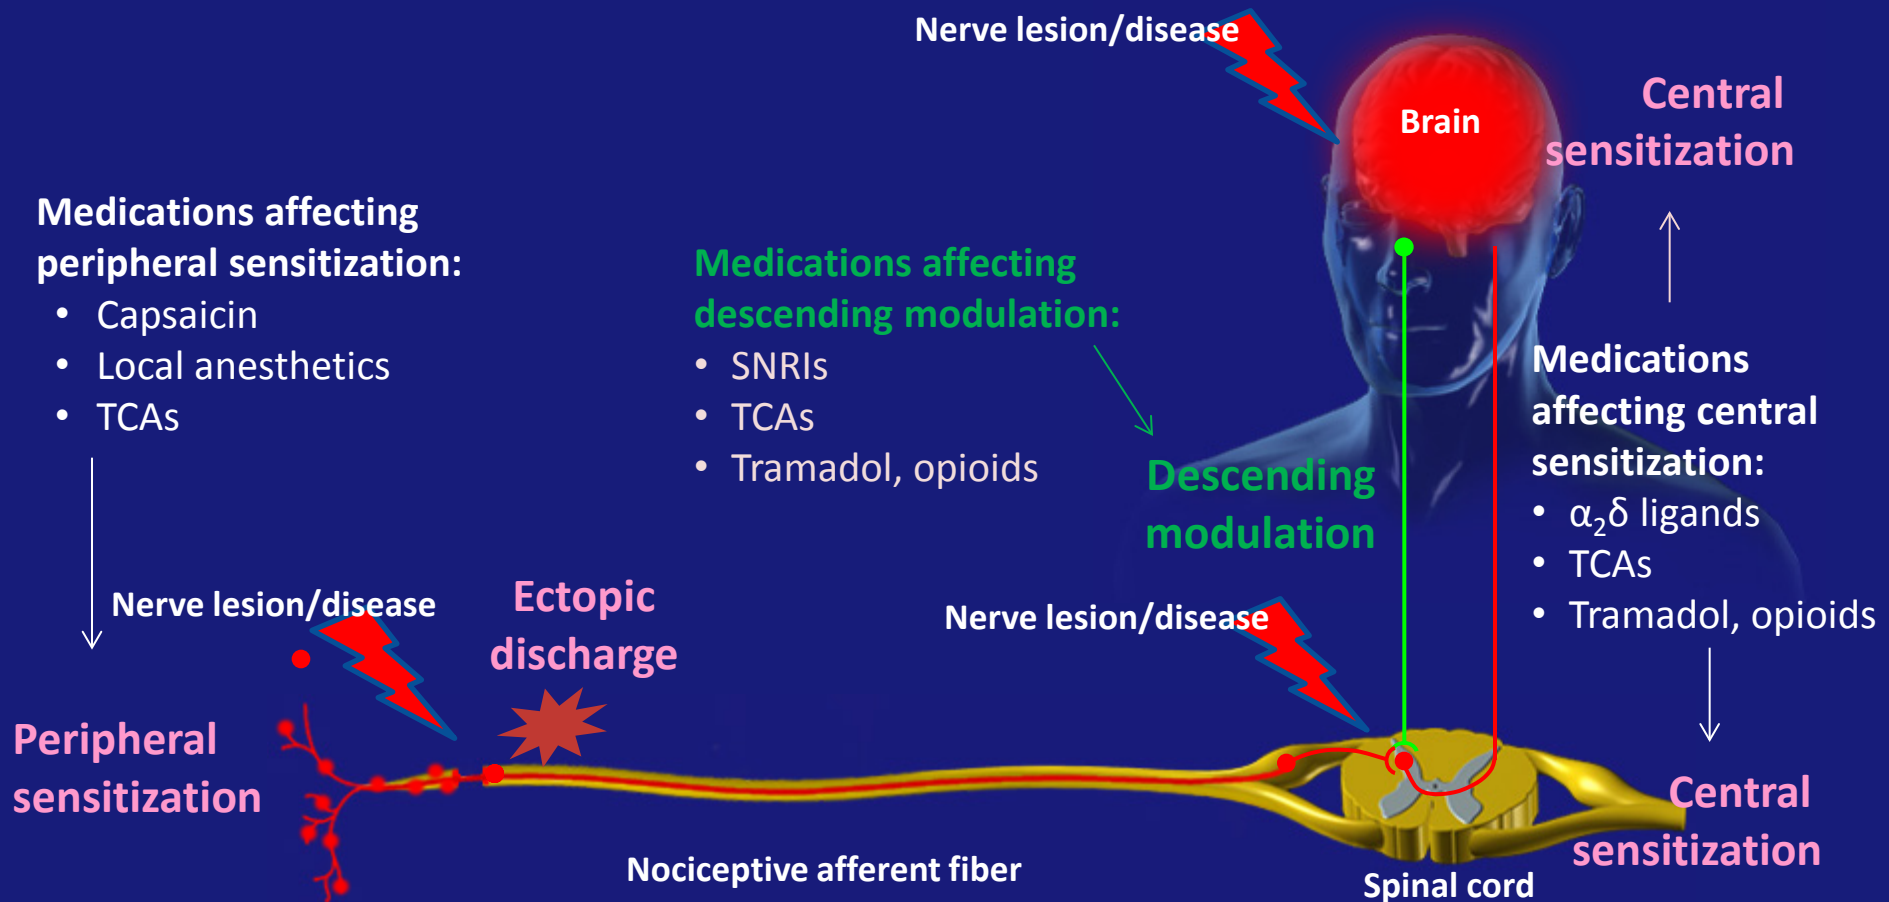 Nerve lesion/disease
Brain
Central
sensitization
Medications affecting
peripheral sensitization:
• Capsaicin
• Local anesthetics
• TCAs
Medications affecting
descending modulation:
• SNRIs
• TCAs
• Tramadol, opioids
Descending
modulation
Medications
affecting central
sensitization:
• α₂δ ligands
• TCAs
• Tramadol, opioids
Nerve lesion/disease
Ectopic
discharge
Nerve lesion/disease
Peripheral
sensitization
Central
sensitization
Nociceptive afferent fiber
Spinal cord